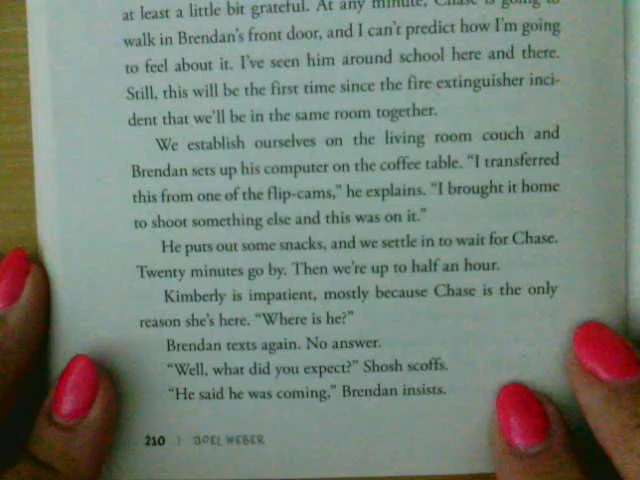 at least a little bit grateful. At any minute, Chase is going to
walk in Brendan's front door, and I can't predict how I'm going
to feel about it. I've seen him around school here and there.
Still, this will be the first time since the fire extinguisher inci-
dent that we'll be in the same room together.
We establish ourselves on the living room couch and
Brendan sets up his computer on the coffee table. "I transferred
this from one of the flip-cams," he explains. "I brought it home
to shoot something else and this was on it."
He puts out some snacks, and we settle in to wait for Chase.
Twenty minutes go by. Then we're up to half an hour.
Kimberly is impatient, mostly because Chase is the only
reason she's here. "Where is he?"
Brendan texts again. No answer.
"Well, what did you expect?" Shosh scoffs.
"He said he was coming," Brendan insists.
210 | JOEL WEBER